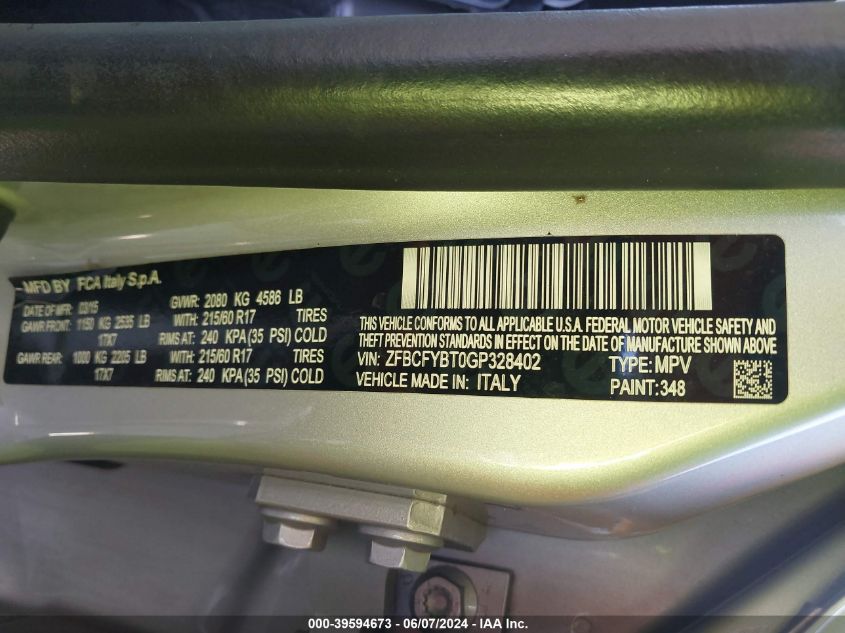 MFD BY FCA Italy S.p.A.
DATE OF MFR: 03/15 GVWR: 2080 KG 4586 LB
GAWR FRONT: 1150 KG 2535 LB WITH: 215/60 R17 TIRES
17X7 RIMS AT: 240 KPA(35 PSI) COLD
GAWR REAR: 1000 KG 2205 LB WITH: 215/60 R17 TIRES
17X7 RIMS AT: 240 KPA(35 PSI) COLD
THIS VEHICLE CONFORMS TO ALL APPLICABLE U.S.A. FEDERAL MOTOR VEHICLE SAFETY AND
THEFT PREVENTION STANDARDS IN EFFECT ON THE DATE OF MANUFACTURE SHOWN ABOVE
VIN: ZFBCFYBT0GP328402 TYPE: MPV
VEHICLE MADE IN: ITALY PAINT:348
000-39594673 - 06/07/2024 - IAA Inc.